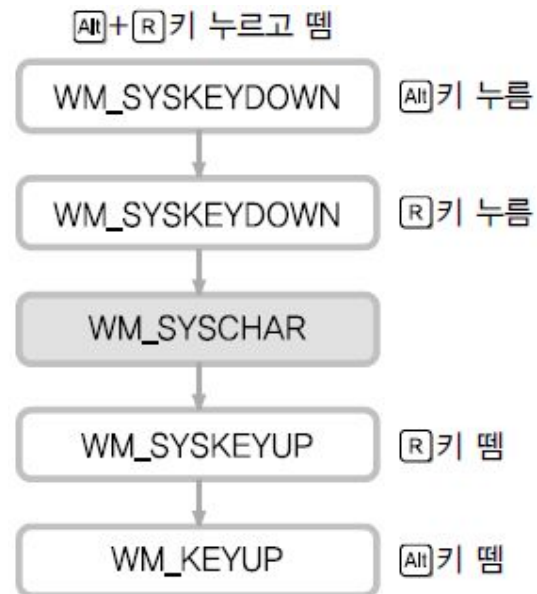 Alt+R키 누르고 뗌
WM_SYSKEYDOWN Alt키 누름
WM_SYSKEYDOWN R키 누름
WM_SYSCHAR
WM_SYSKEYUP R키 뗌
WM_KEYUP Alt키 뗌